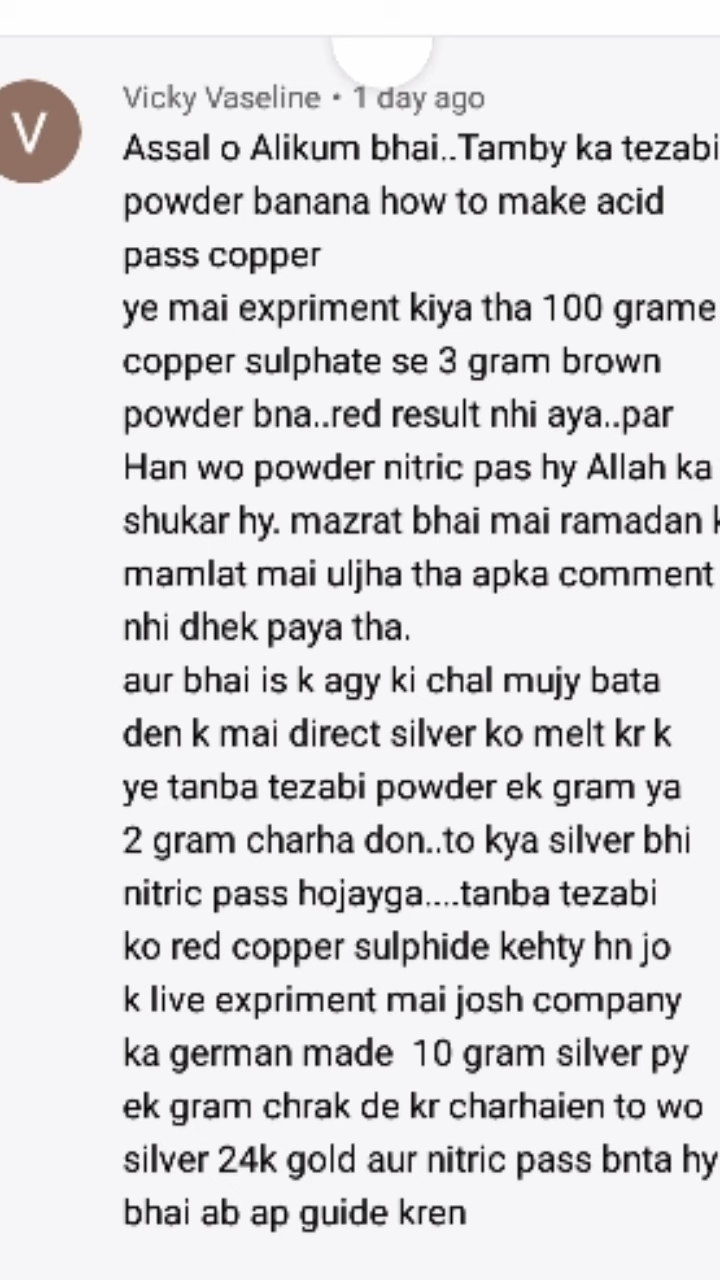 V
Vicky Vaseline • 1 day ago
Assal o Alikum bhai..Tamby ka tezabi
powder banana how to make acid
pass copper
ye mai expriment kiya tha 100 grame
copper sulphate se 3 gram brown
powder bna..red result nhi aya..par
Han wo powder nitric pas hy Allah ka
shukar hy. mazrat bhai mai ramadan k
mamlat mai uljha tha apka comment
nhi dhek paya tha.
aur bhai is k agy ki chal mujy bata
den k mai direct silver ko melt kr k
ye tanba tezabi powder ek gram ya
2 gram charha don..to kya silver bhi
nitric pass hojayga....tanba tezabi
ko red copper sulphide kehty hn jo
k live expriment mai josh company
ka german made  10 gram silver py
ek gram chrak de kr charhaien to wo
silver 24k gold aur nitric pass bnta hy
bhai ab ap guide kren